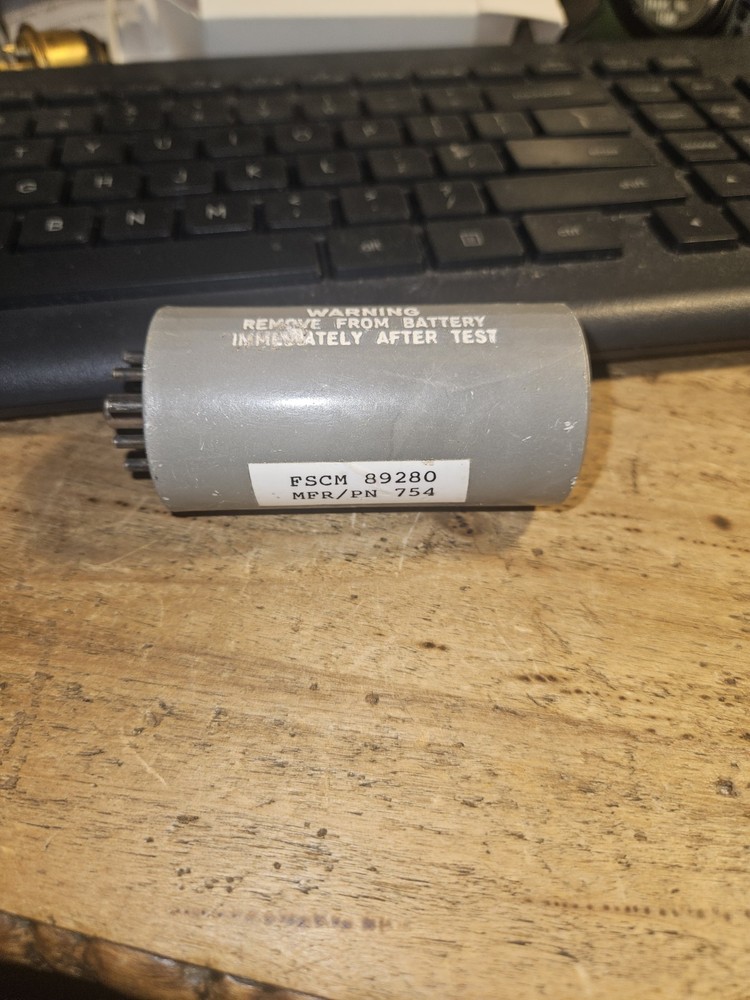 T Y U I O P
G H J K L
B N M
WARNING
REMOVE FROM BATTERY
IMMEDIATELY AFTER TEST
FSCM 89280
MFR/PN 754